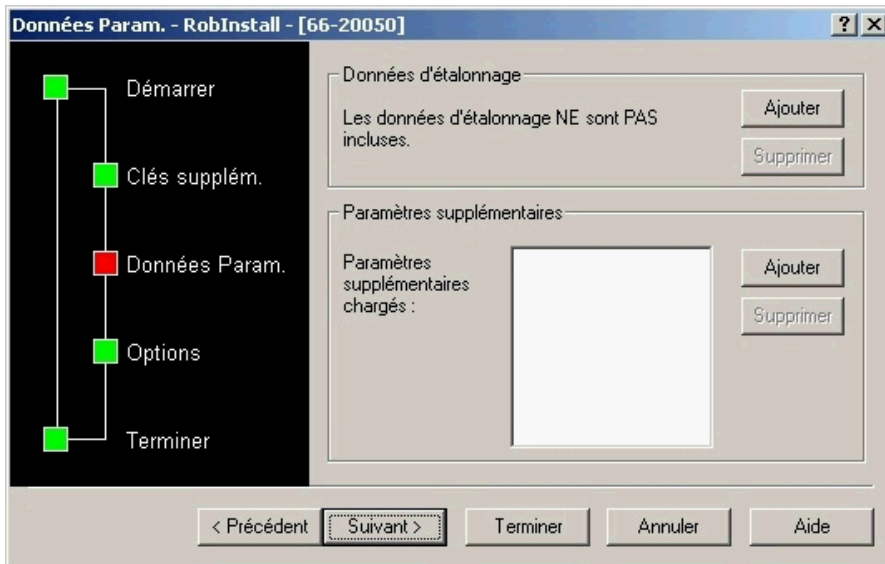 Données Param. - RobInstall - [66-20050]
Démarrer
Clés supplém.
Données Param.
Options
Terminer
Données d'étalonnage
Les données d'étalonnage NE sont PAS
incluses.
Ajouter
Supprimer
Paramètres supplémentaires
Paramètres
supplémentaires
chargés :
Ajouter
Supprimer
< Précédent
Suivant >
Terminer
Annuler
Aide